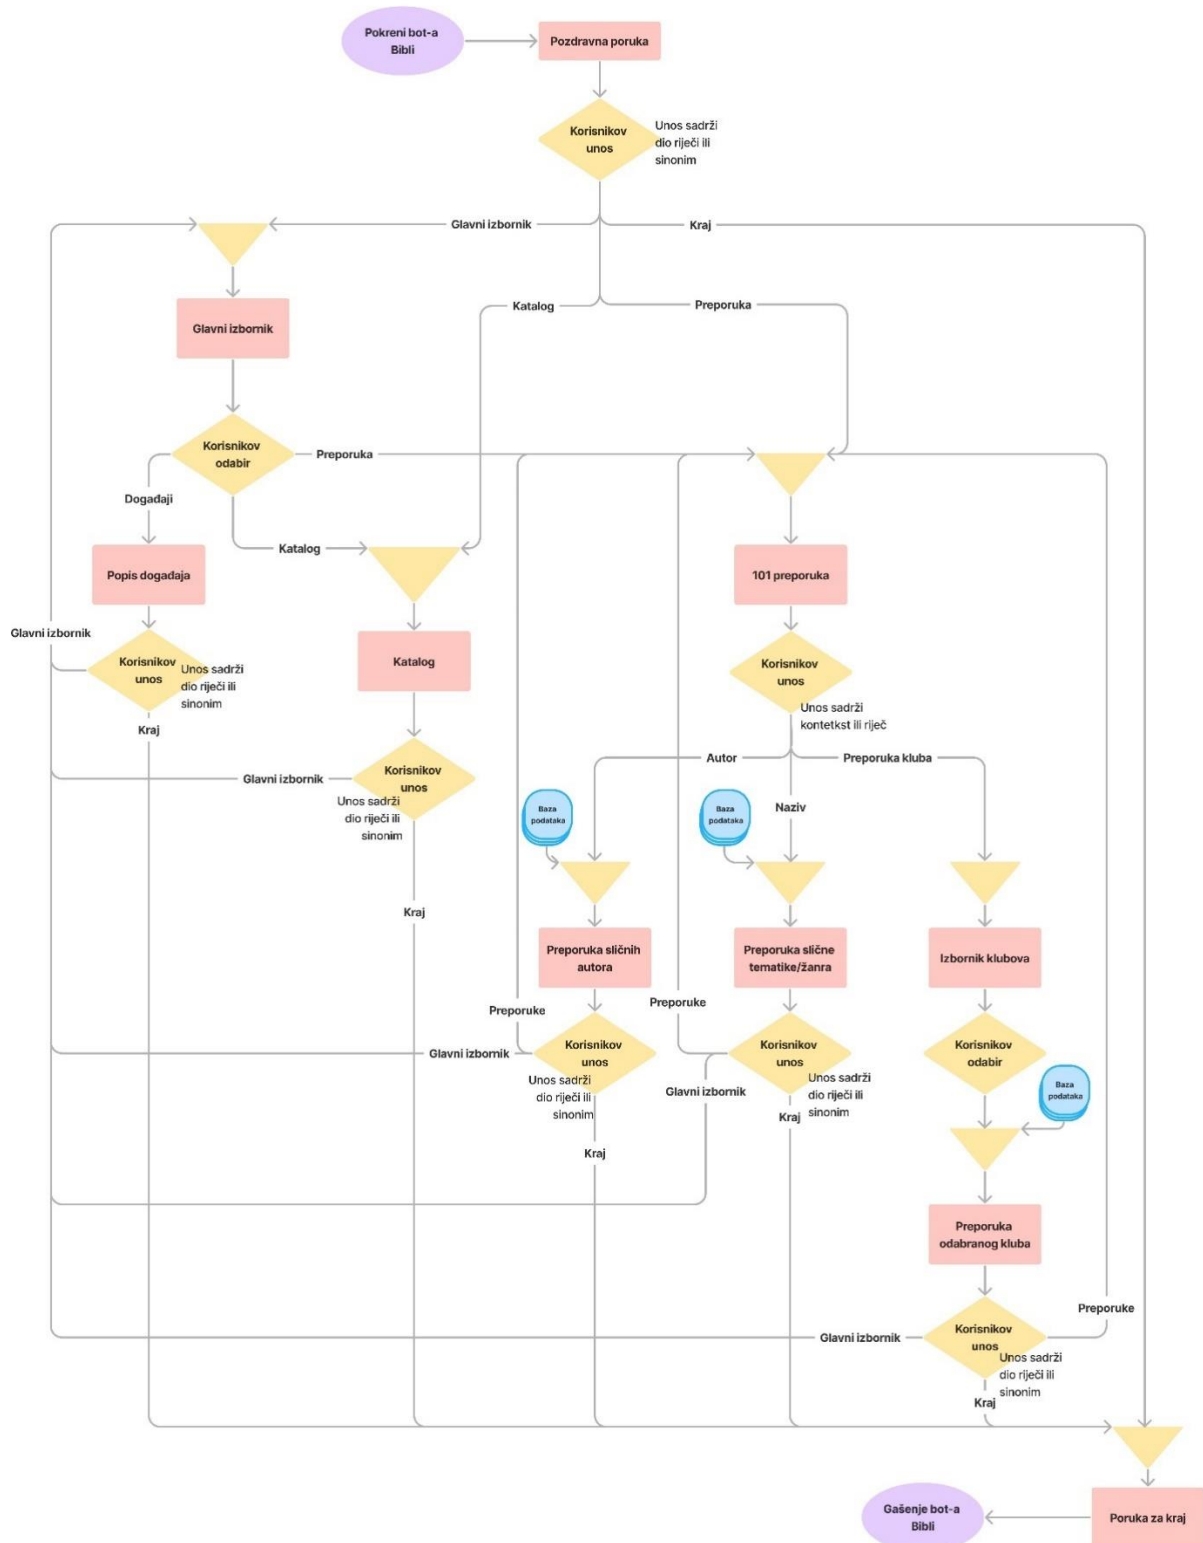 Pokreni bot-a
Bibli
Pozdravna poruka
Korisnikov
unos
Unos sadrži
dio riječi ili
sinonim
Glavni izbornik
Kraj
Katalog
Preporuka
Glavni izbornik
Korisnikov
odabir
Preporuka
Događaji
Katalog
Popis događaja
101 preporuka
Glavni izbornik
Korisnikov
unos
Unos sadrži
dio riječi ili
sinonim
Katalog
Korisnikov
unos
Unos sadrži
kontetkst ili riječ
Kraj
Autor
Preporuka kluba
Glavni izbornik
Korisnikov
unos
Unos sadrži
dio riječi ili
sinonim
Naziv
Baza
podataka
Baza
podataka
Kraj
Preporuka sličnih
autora
Preporuka slične
tematike/žanra
Izbornik klubova
Preporuke
Preporuke
Glavni izbornik
Korisnikov
unos
Unos sadrži
dio riječi ili
sinonim
Glavni izbornik
Korisnikov
unos
Unos sadrži
dio riječi ili
sinonim
Korisnikov
odabir
Baza
podataka
Kraj
Kraj
Preporuka
odabranog kluba
Preporuke
Glavni izbornik
Korisnikov
unos
Unos sadrži
dio riječi ili
sinonim
Kraj
Gašenje bot-a
Bibli
Poruka za kraj